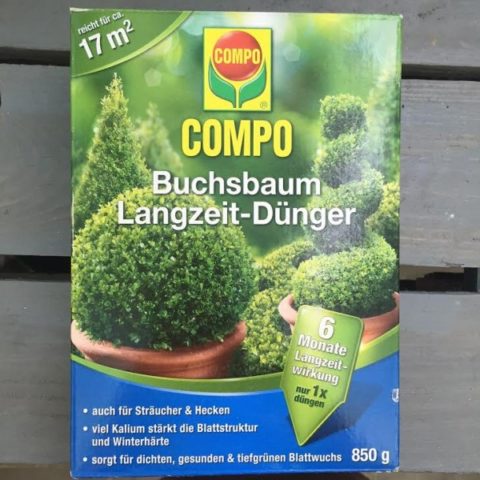 reicht für ca.
17 m²
COMPO
®
COMPO
Buchsbaum
Langzeit-Dünger
6
Monate
Langzeit-
wirkung
nur 1x
düngen
• auch für Sträucher & Hecken
• viel Kalium stärkt die Blattstruktur
und Winterhärte
• sorgt für dichten, gesunden & tiefgrünen Blattwuchs
850 g